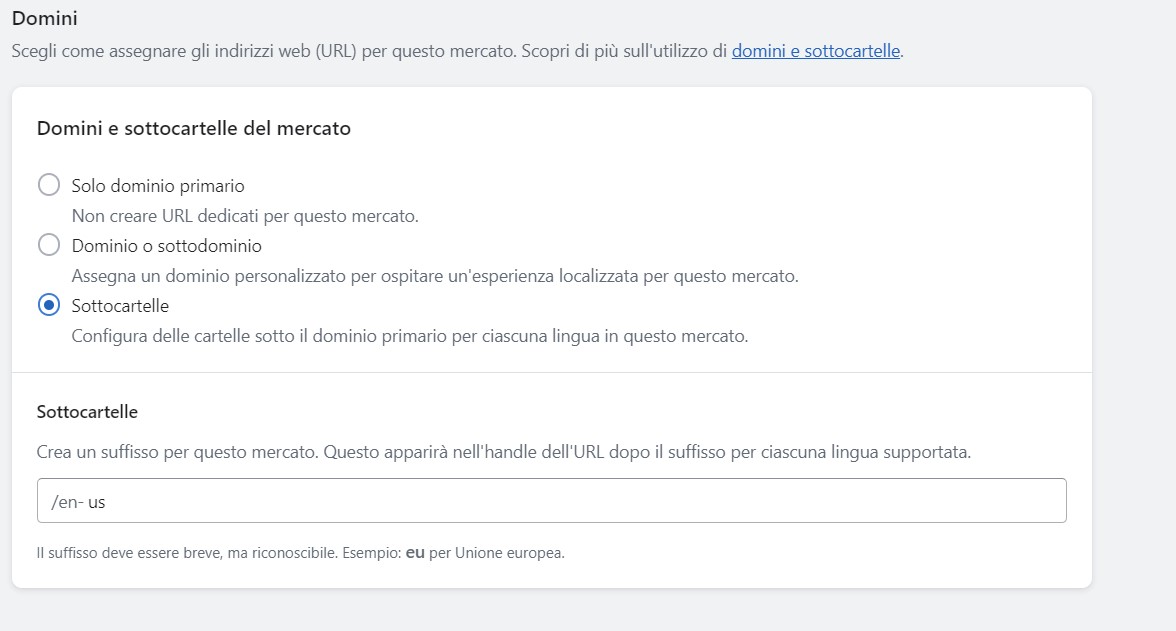 Domini
Scegli come assegnare gli indirizzi web (URL) per questo mercato. Scopri di più sull'utilizzo di domini e sottocartelle.
Domini e sottocartelle del mercato
Solo dominio primario
Non creare URL dedicati per questo mercato.
Dominio o sottodominio
Assegna un dominio personalizzato per ospitare un'esperienza localizzata per questo mercato.
Sottocartelle
Configura delle cartelle sotto il dominio primario per ciascuna lingua in questo mercato.
Sottocartelle
Crea un suffisso per questo mercato. Questo apparirà nell'handle dell'URL dopo il suffisso per ciascuna lingua supportata.
/en- us
Il suffisso deve essere breve, ma riconoscibile. Esempio: eu per Unione europea.